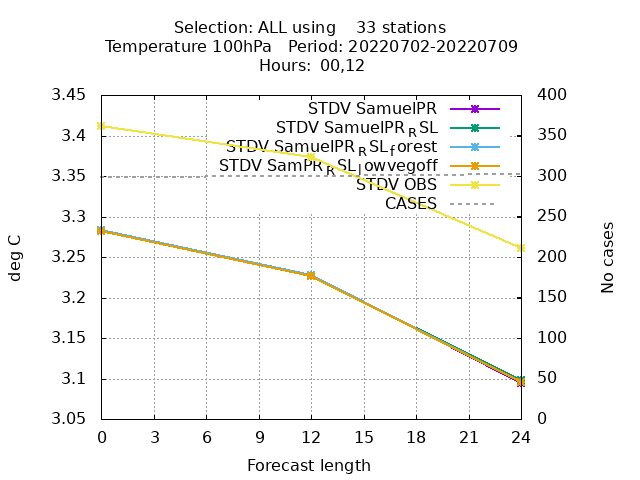 Selection: ALL using 33 stations
Temperature 100hPa Period: 20220702-20220709
Hours: 00,12
3.45
3.4
3.35
3.3
3.25
3.2
3.15
3.1
3.05
deg C
STDV SamuelPR
STDV SamuelPR_RSL
STDV SamuelPR_RSL_forest
STDV SamPR_RSL_lowvegoff
STDV OBS
CASES
400
350
300
250
200
150
100
50
0
No cases
0 3 6 9 12 15 18 21 24
Forecast length